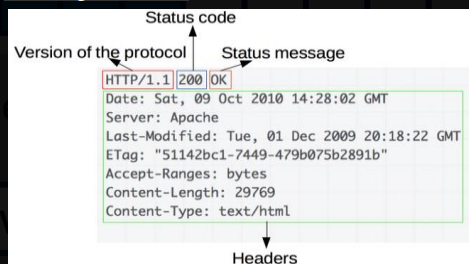 Status code
Version of the protocol Status message
HTTP/1.1 200 OK
Date: Sat, 09 Oct 2010 14:28:02 GMT
Server: Apache
Last-Modified: Tue, 01 Dec 2009 20:18:22 GMT
ETag: "51142bc1-7449-479b075b2891b"
Accept-Ranges: bytes
Content-Length: 29769
Content-Type: text/html
Headers